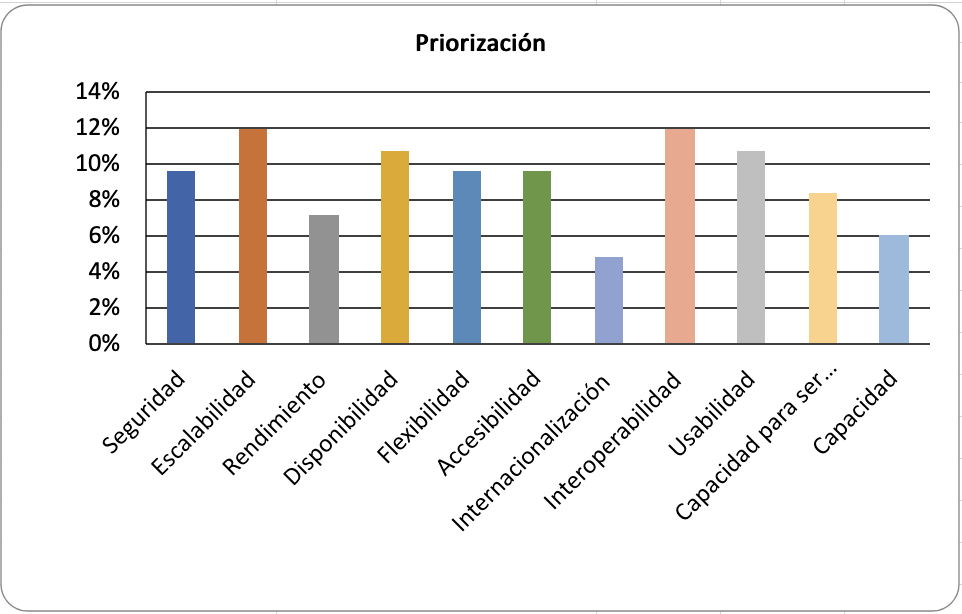 Priorización
14%
12%
10%
8%
6%
4%
2%
0%
Seguridad
Escalabilidad
Rendimiento
Disponibilidad
Flexibilidad
Accesibilidad
Internacionalización
Interoperabilidad
Usabilidad
Capacidad para ser...
Capacidad